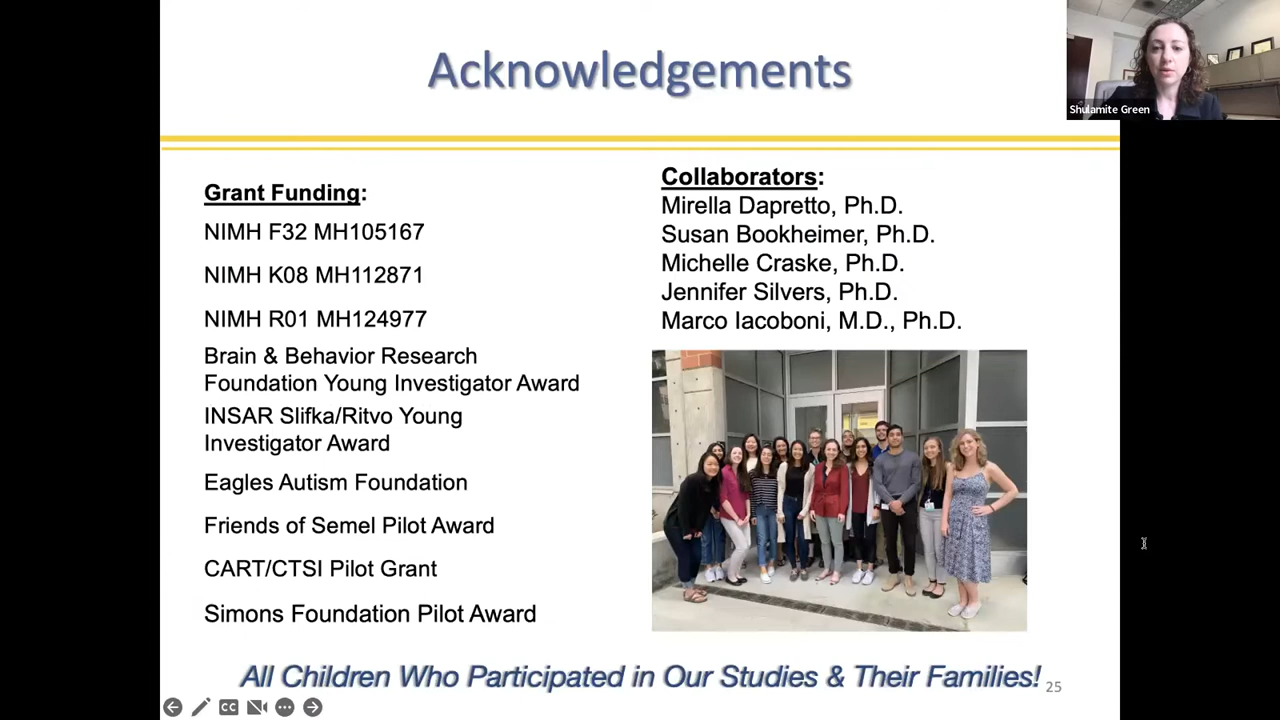 Acknowledgements
Shulamite Green
Grant Funding:
NIMH F32 MH105167
NIMH K08 MH112871
NIMH R01 MH124977
Brain & Behavior Research
Foundation Young Investigator Award
INSAR Slifka/Ritvo Young
Investigator Award
Eagles Autism Foundation
Friends of Semel Pilot Award
CART/CTSI Pilot Grant
Simons Foundation Pilot Award
Collaborators:
Mirella Dapretto, Ph.D.
Susan Bookheimer, Ph.D.
Michelle Craske, Ph.D.
Jennifer Silvers, Ph.D.
Marco Iacoboni, M.D., Ph.D.
All Children Who Participated in Our Studies & Their Families!
25
CC